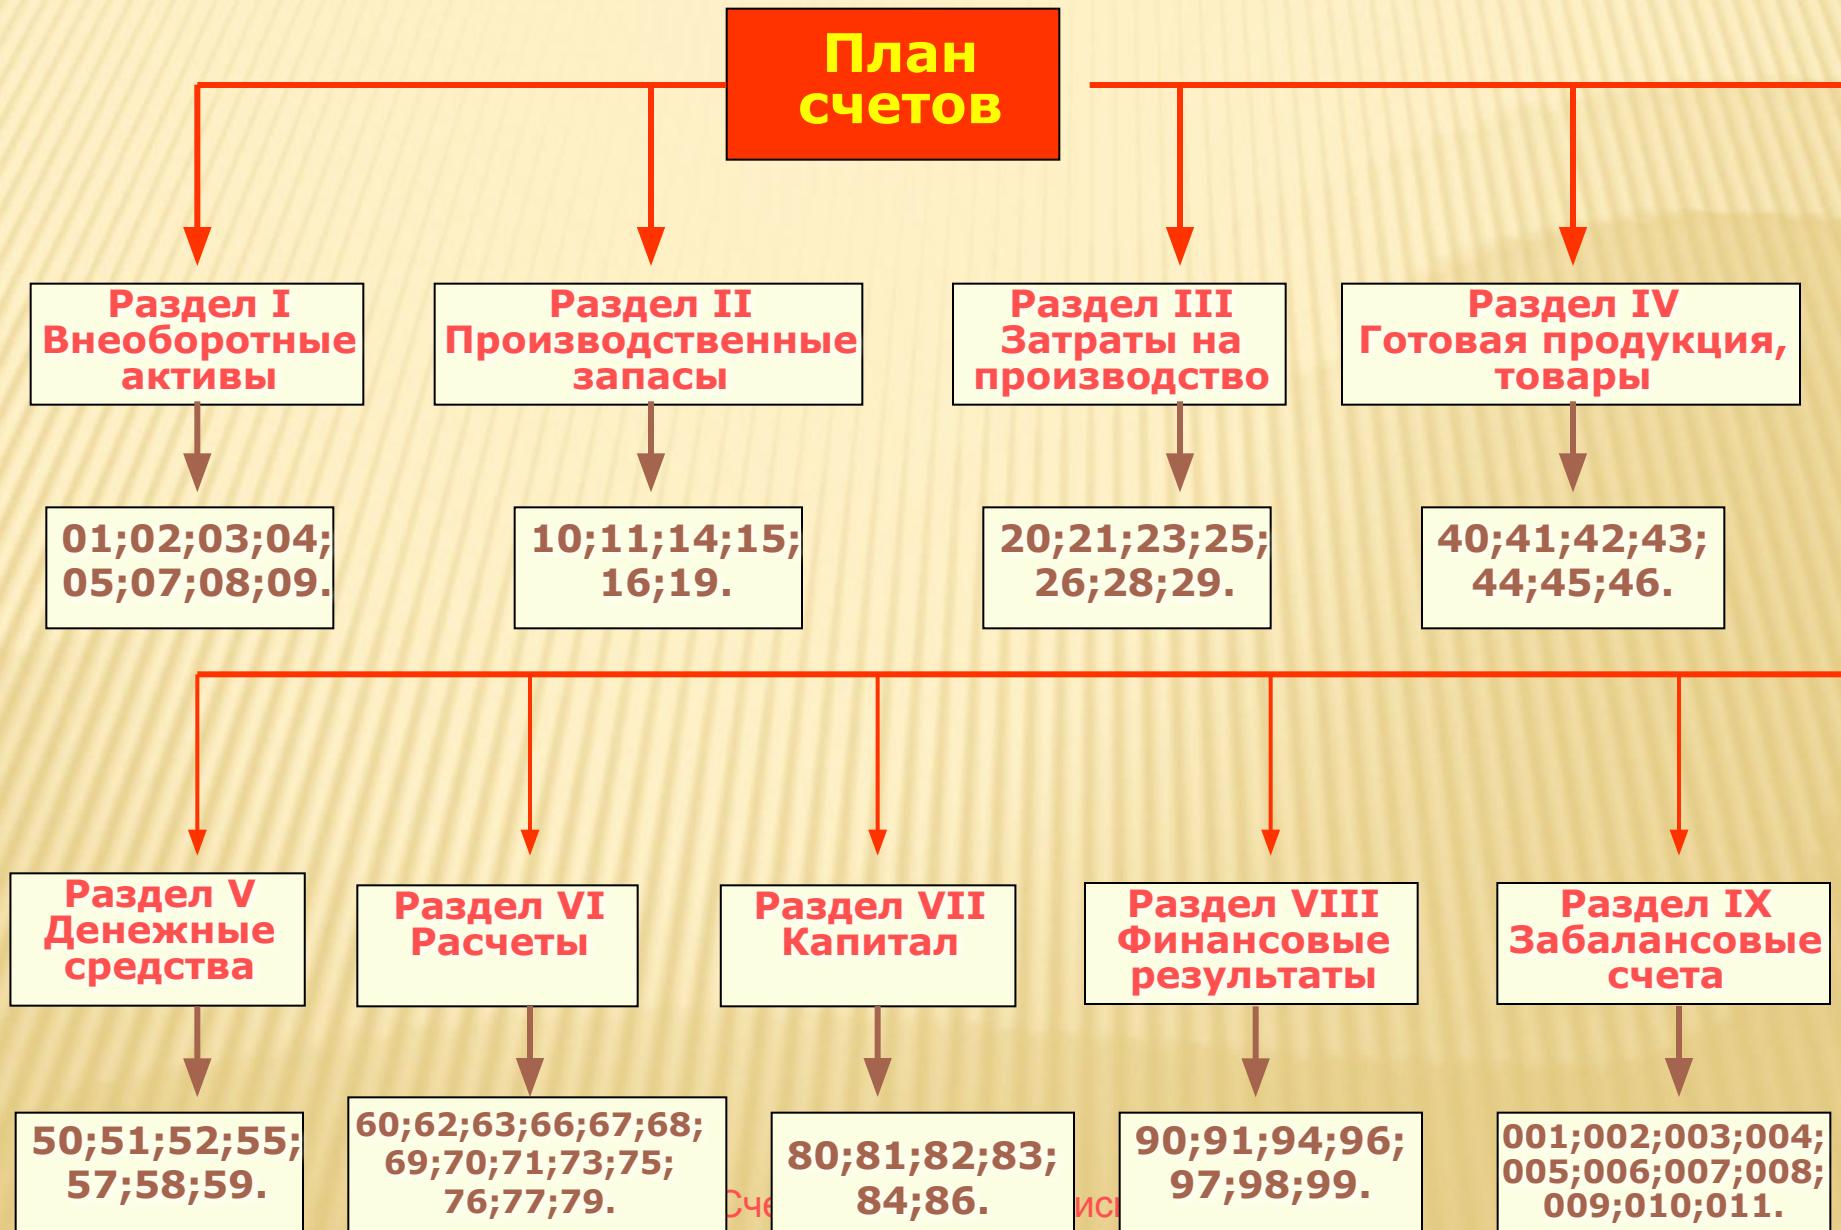 План
счетов
Раздел I
Внеоборотные
активы
Раздел II
Производственные
запасы
Раздел III
Затраты на
производство
Раздел IV
Готовая продукция,
товары
01;02;03;04;
05;07;08;09.
10;11;14;15;
16;19.
20;21;23;25;
26;28;29.
40;41;42;43;
44;45;46.
Раздел V
Денежные
средства
Раздел VI
Расчеты
Раздел VII
Капитал
Раздел VIII
Финансовые
результаты
Раздел IX
Забалансовые
счета
50;51;52;55;
57;58;59.
60;62;63;66;67;68;
69;70;71;73;75;
76;77;79.
80;81;82;83;
84;86.
90;91;94;96;
97;98;99.
001;002;003;004;
005;006;007;008;
009;010;011.